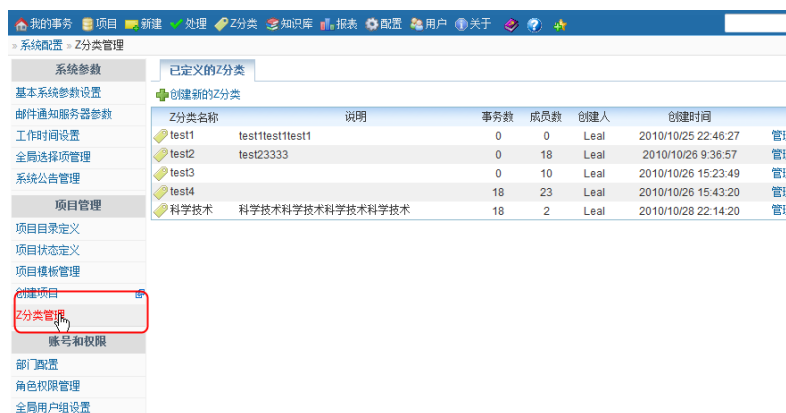 我的事务 项目 新建 处理 Z分类 知识库 报表 配置 用户 关于
» 系统配置 » Z分类管理
系统参数
基本系统参数设置
邮件通知服务器参数
工作时间设置
全局选择项管理
系统公告管理
项目管理
项目目录定义
项目状态定义
项目模板管理
创建项目
Z分类管理
账号和权限
部门配置
角色权限管理
全局用户组设置
已定义的Z分类
创建新的Z分类
Z分类名称 说明 事务数 成员数 创建人 创建时间
test1 test1test1test1 0 0 Leal 2010/10/25 22:46:27
test2 test23333 0 18 Leal 2010/10/26 9:36:57
test3 0 10 Leal 2010/10/26 15:23:49
test4 18 23 Leal 2010/10/26 15:43:20
科学技术 科学技术科学技术科学技术科学技术 18 2 Leal 2010/10/28 22:14:20